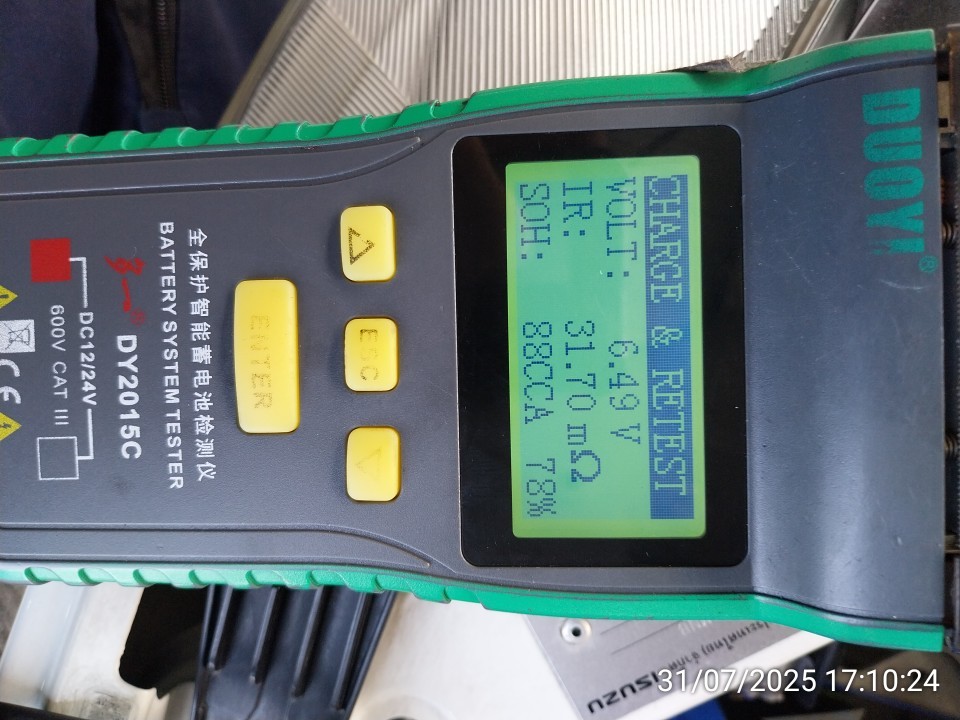 DUOYI®
CHARGE & RETEST
VOLT: 6.49 V
IR: 31.70 mΩ
SOH: 88CCA 78%
ESC
ENTER
全保护智能蓄电池检测仪
BATTERY SYSTEM TESTER
DY2015C
DC12/24V
600V CAT III
CE
ISUZU
31/07/2025 17:10:24